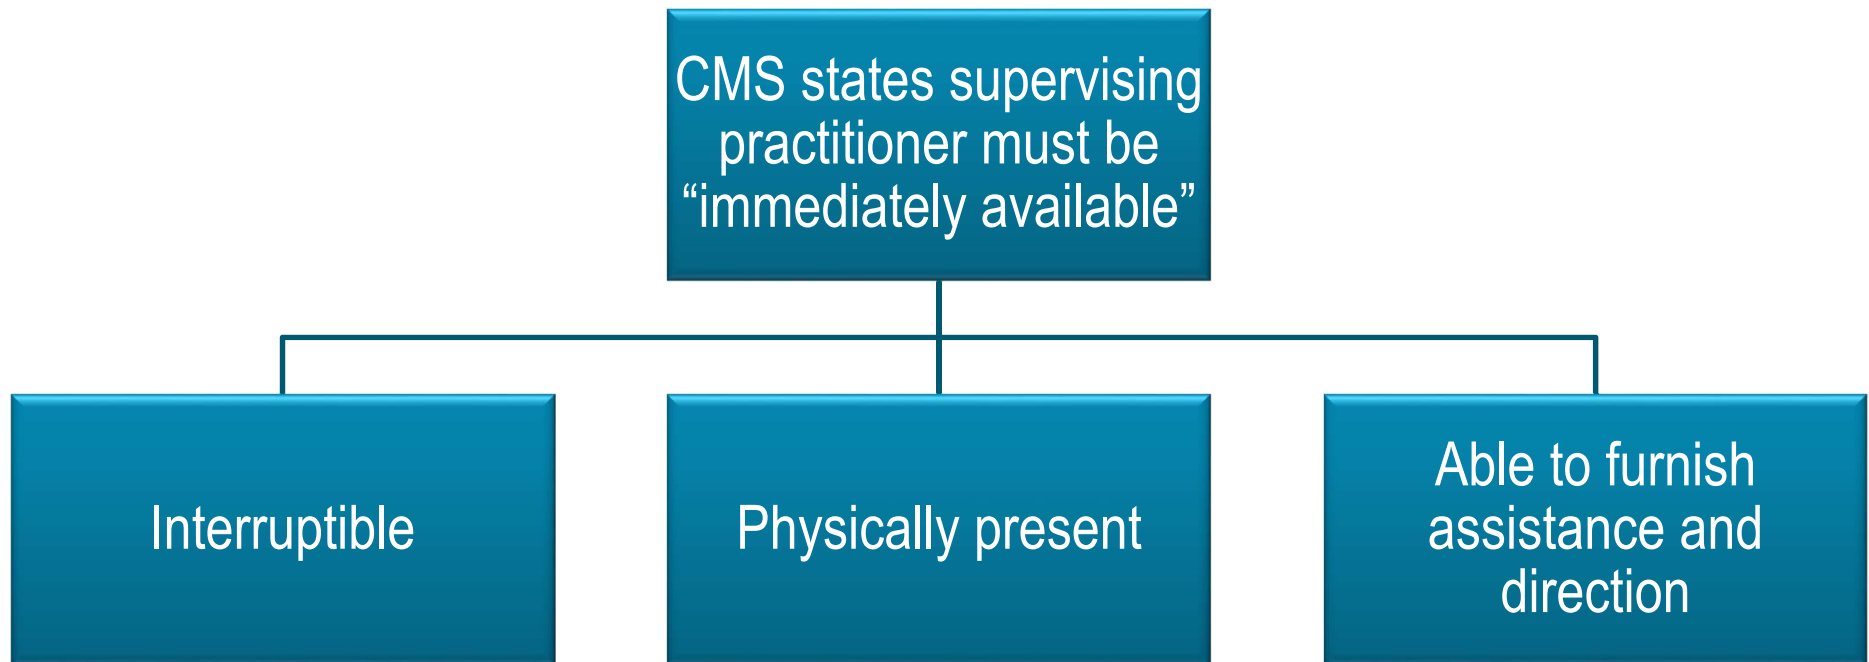 CMS states supervising
practitioner must be
“immediately available”
Interruptible
Physically present
Able to furnish
assistance and
direction